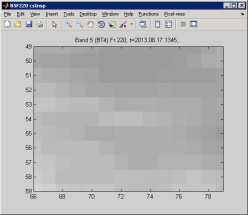 BSF220 csInsp
File Edit View Insert Tools Desktop Window Help Functions Pixel-wise
Band 5 (BT4) Fr.220; t=2013.08.17.1345,
49
50
51
52
53
54
55
56
57
58
59
66 68 70 72 74 76 78